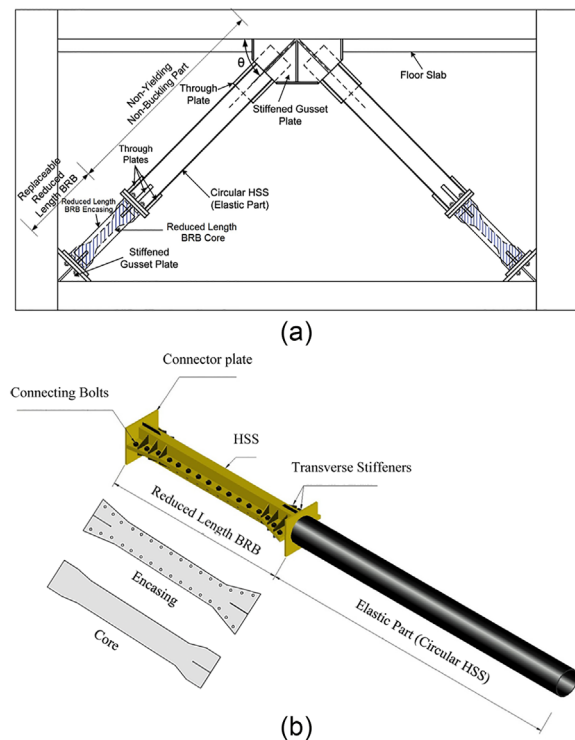 Non-Yielding
Non-Buckling Part
θ
Through
Plate
Floor Slab
Stiffened Gusset
Plate
Replaceable
Reduced
Length BRB
Through
Plates
Circular HSS
(Elastic Part)
Reduced Length
BRB Encasing
Reduced Length
BRB Core
Stiffened
Gusset Plate
(a)
Connector plate
Connecting Bolts
HSS
Transverse Stiffeners
Reduced Length BRB
Encasing
Core
Elastic Part (Circular HSS)
(b)